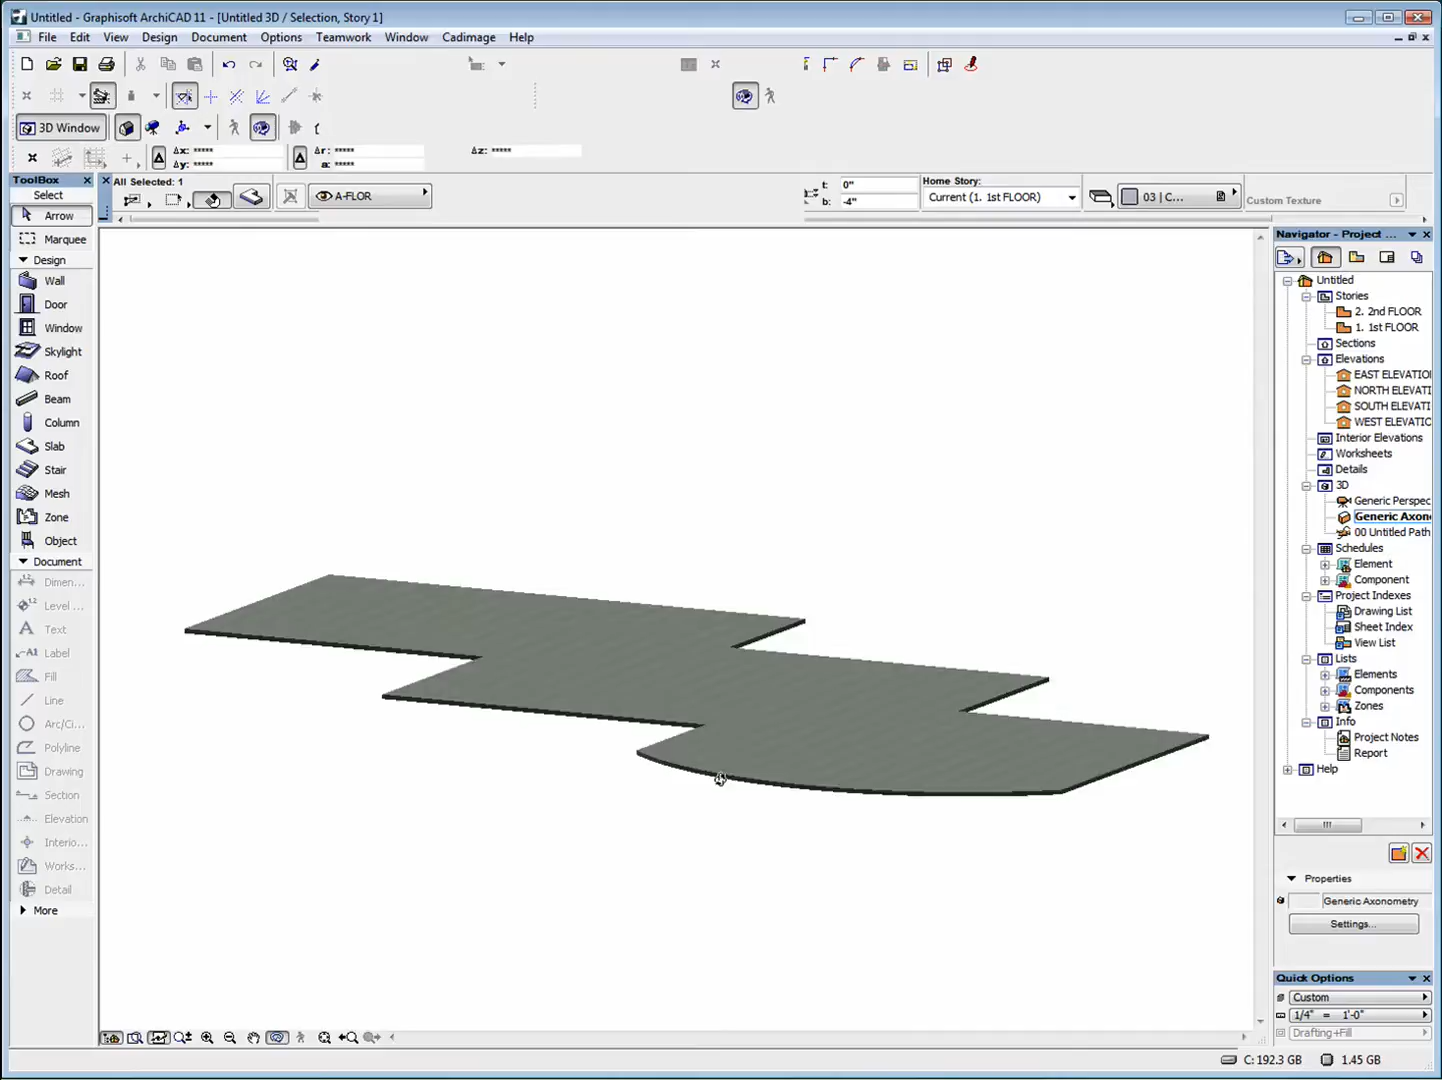 Untitled - Graphisoft ArchiCAD 11 - [Untitled 3D / Selection, Story 1]
File Edit View Design Document Options Teamwork Window Cadimage Help
3D Window
Δx: *****
Δy: *****
Δr: *****
a: *****
Δz: *****
ToolBox
Select
Arrow
Marquee
Design
Wall
Door
Window
Skylight
Roof
Beam
Column
Slab
Stair
Mesh
Zone
Object
Document
Dimen...
Level ...
Text
Label
Fill
Line
Arc/Ci...
Polyline
Drawing
Section
Elevation
Interio...
Works...
Detail
More
All Selected: 1
A-FLOR
t: 0"
b: -4"
Home Story:
Current (1. 1st FLOOR)
03 | C...
Custom Texture
Navigator - Project ...
Untitled
Stories
2. 2nd FLOOR
1. 1st FLOOR
Sections
Elevations
EAST ELEVATIO
NORTH ELEVATI
SOUTH ELEVATI
WEST ELEVATIO
Interior Elevations
Worksheets
Details
3D
Generic Perspec
Generic Axon
00 Untitled Path
Schedules
Element
Component
Project Indexes
Drawing List
Sheet Index
View List
Lists
Elements
Components
Zones
Info
Project Notes
Report
Help
Properties
Generic Axonometry
Settings...
Quick Options
Custom
1/4" = 1'-0"
Drafting+Fill
C: 192.3 GB
1.45 GB